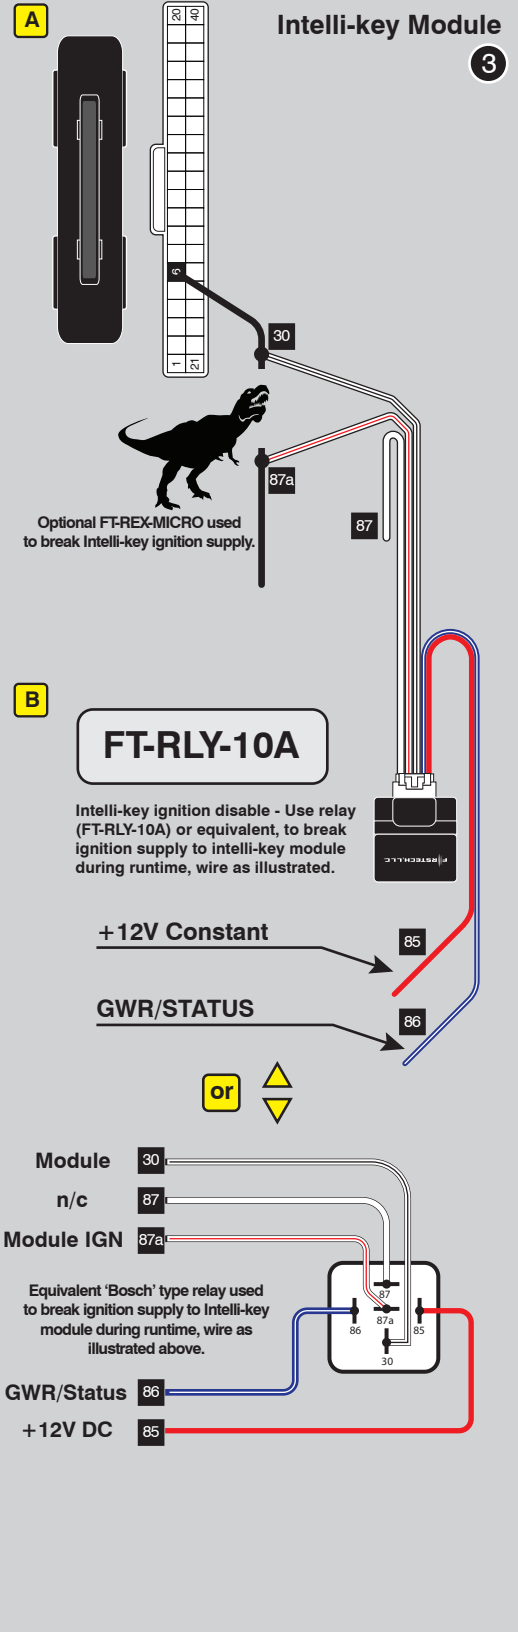 A
Intelli-key Module
3
20
40
6
1
21
30
87a
Optional FT-REX-MICRO used
to break Intelli-key ignition supply.
87
B
FT-RLY-10A
Intelli-key ignition disable - Use relay
(FT-RLY-10A) or equivalent, to break
ignition supply to intelli-key module
during runtime, wire as illustrated.
+12V Constant
85
GWR/STATUS
86
or
Module
30
n/c
87
Module IGN
87a
Equivalent ‘Bosch’ type relay used
to break ignition supply to Intelli-key
module during runtime, wire as
illustrated above.
87
87a
86
85
30
GWR/Status
86
+12V DC
85